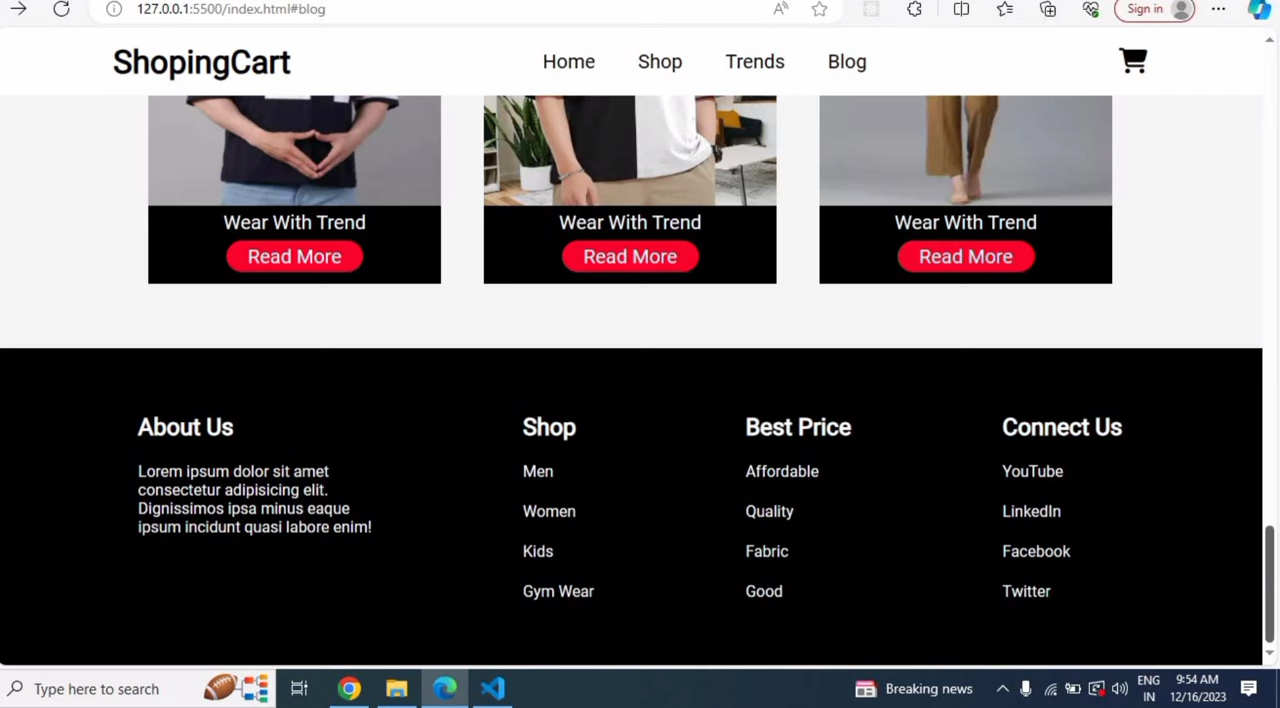 127.0.0.1:5500/index.html#blog
Sign in
ShopingCart
Home Shop Trends Blog
Wear With Trend
Read More
Wear With Trend
Read More
Wear With Trend
Read More
About Us
Lorem ipsum dolor sit amet
consectetur adipisicing elit.
Dignissimos ipsa minus eaque
ipsum incidunt quasi labore enim!
Shop
Men
Women
Kids
Gym Wear
Best Price
Affordable
Quality
Fabric
Good
Connect Us
YouTube
LinkedIn
Facebook
Twitter
Type here to search
Breaking news
ENG
IN
9:54 AM
12/16/2023